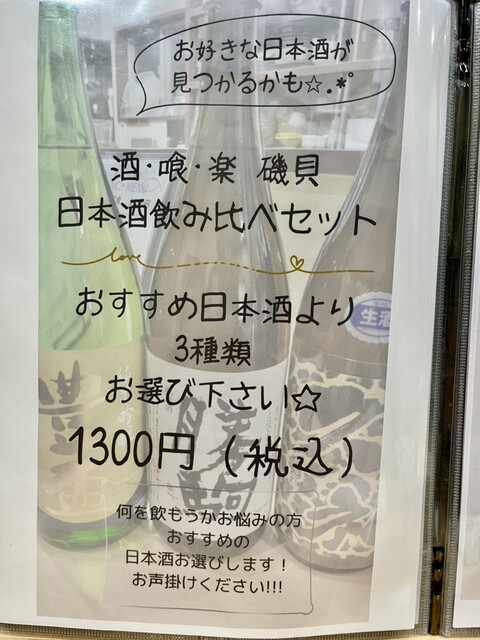 お好きな日本酒が
見つかるかも☆.*°
酒・喰・楽 磯貝
日本酒飲み比べセット
love
おすすめ日本酒より
3種類
お選び下さい☆
1300円（税込）
何を飲もうかお悩みの方
おすすめの
日本酒お選びします！
お声掛けください!!!
生酒